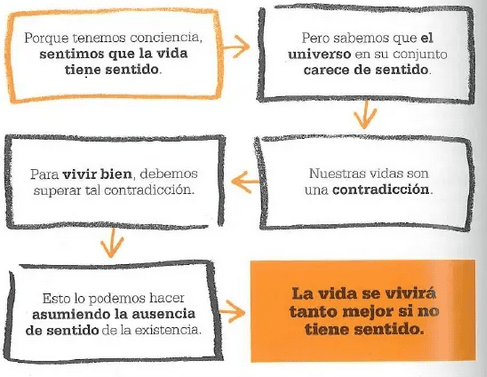 Porque tenemos conciencia,
sentimos que la vida
tiene sentido.
Pero sabemos que el
universo en su conjunto
carece de sentido.
Nuestras vidas son
una contradicción.
Para vivir bien, debemos
superar tal contradicción.
Esto lo podemos hacer
asumiendo la ausencia
de sentido de la existencia.
La vida se vivirá
tanto mejor si no
tiene sentido.